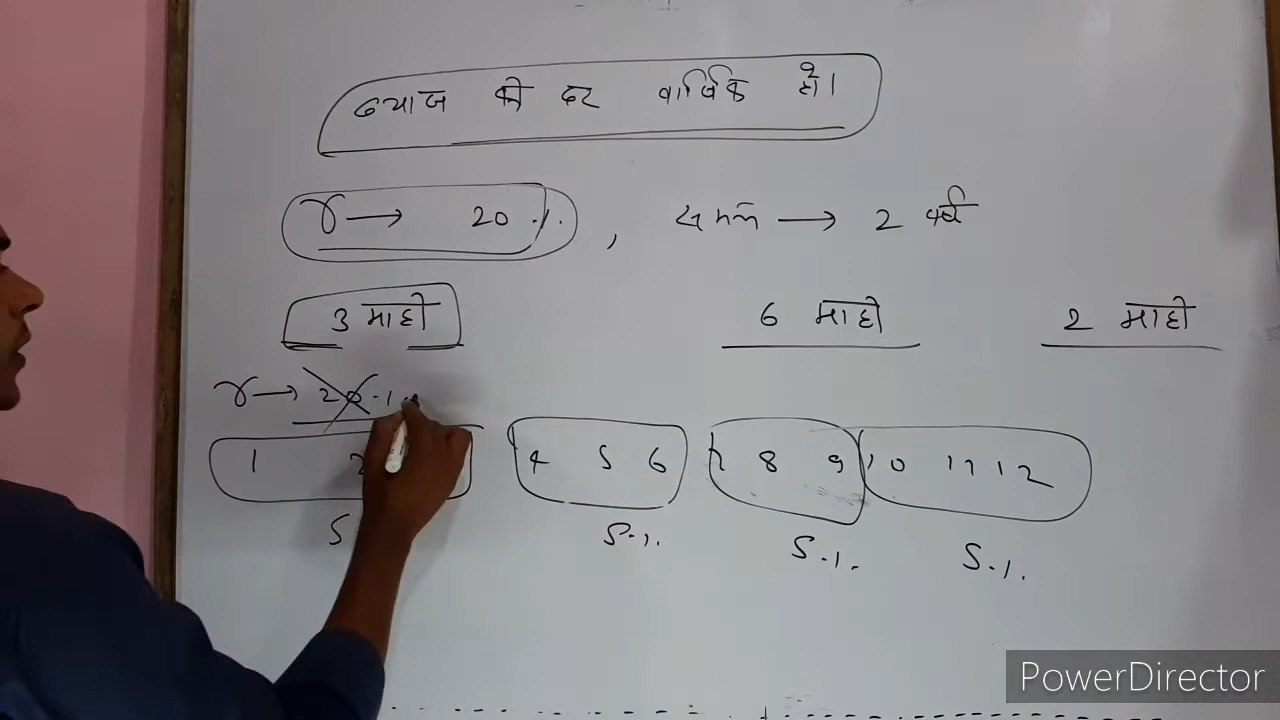 ब्याज की दर वार्षिक हो।
r → 20 %, समय → 2 वर्ष
3 माही 6 माही 2 माही
r → 20 %
1 2 4 5 6 7 8 9 10 11 12
5 5 %. 5 %. 5 %.
PowerDirector